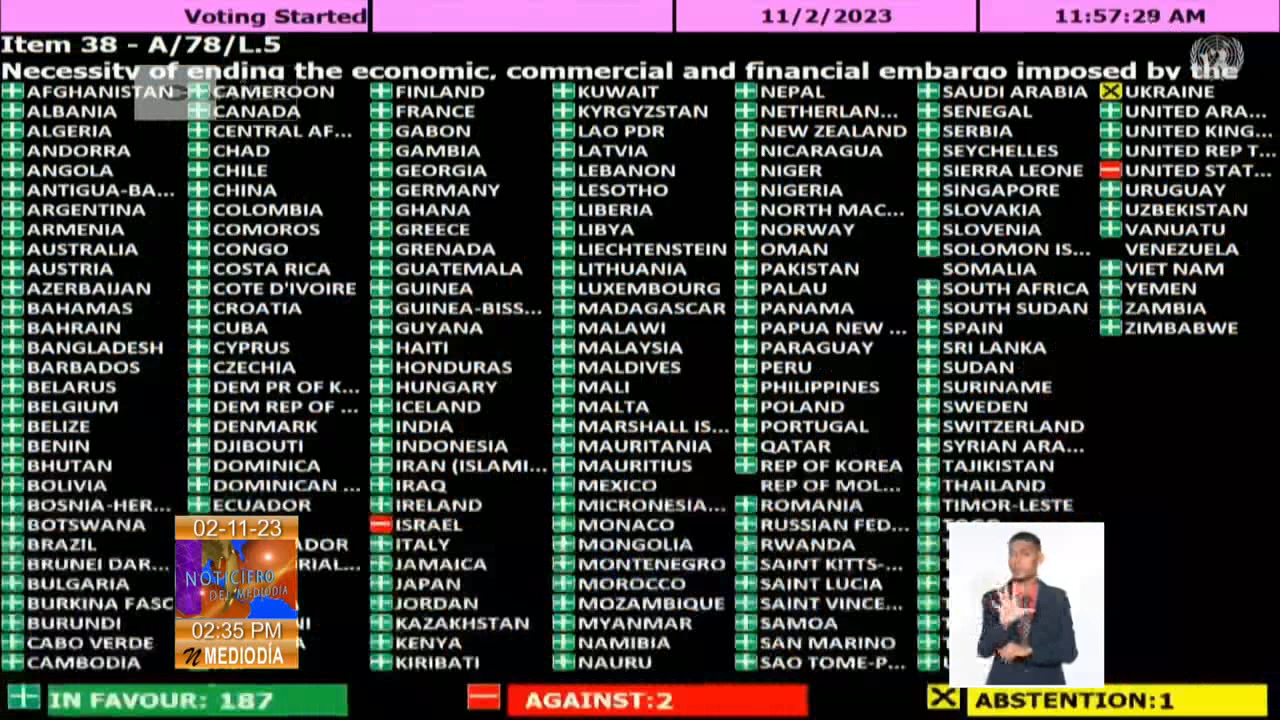 Voting Started 11/2/2023 11:57:29 AM
Item 38 - A/78/L.5
Necessity of ending the economic, commercial and financial embargo imposed by the
AFGHANISTAN CAMEROON FINLAND KUWAIT NEPAL SAUDI ARABIA UKRAINE
ALBANIA CANADA FRANCE KYRGYZSTAN NETHERLAN... SENEGAL UNITED ARA...
ALGERIA CENTRAL AF... GABON LAO PDR NEW ZEALAND SERBIA UNITED KING...
ANDORRA CHAD GAMBIA LATVIA NICARAGUA SEYCHELLES UNITED REP T...
ANGOLA CHILE GEORGIA LEBANON NIGER SIERRA LEONE UNITED STAT...
ANTIGUA-BA... CHINA GERMANY LESOTHO NIGERIA SINGAPORE URUGUAY
ARGENTINA COLOMBIA GHANA LIBERIA NORTH MAC... SLOVAKIA UZBEKISTAN
ARMENIA COMOROS GREECE LIBYA NORWAY SLOVENIA VANUATU
AUSTRALIA CONGO GRENADA LIECHTENSTEIN OMAN SOLOMON IS... VENEZUELA
AUSTRIA COSTA RICA GUATEMALA LITHUANIA PAKISTAN SOMALIA VIET NAM
AZERBAIJAN COTE D'IVOIRE GUINEA LUXEMBOURG PALAU SOUTH AFRICA YEMEN
BAHAMAS CROATIA GUINEA-BISS... MADAGASCAR PANAMA SOUTH SUDAN ZAMBIA
BAHRAIN CUBA GUYANA MALAWI PAPUA NEW ... SPAIN ZIMBABWE
BANGLADESH CYPRUS HAITI MALAYSIA PARAGUAY SRI LANKA
BARBADOS CZECHIA HONDURAS MALDIVES PERU SUDAN
BELARUS DEM PR OF K... HUNGARY MALI PHILIPPINES SURINAME
BELGIUM DEM REP OF ... ICELAND MALTA POLAND SWEDEN
BELIZE DENMARK INDIA MARSHALL IS... PORTUGAL SWITZERLAND
BENIN DJIBOUTI INDONESIA MAURITANIA QATAR SYRIAN ARA...
BHUTAN DOMINICA IRAN (ISLAMI... MAURITIUS REP OF KOREA TAJIKISTAN
BOLIVIA DOMINICAN ... IRAQ MEXICO REP OF MOL... THAILAND
BOSNIA-HER... ECUADOR IRELAND MICRONESIA... ROMANIA TIMOR-LESTE
BOTSWANA ISRAEL MONACO RUSSIAN FED...
BRAZIL ADOR ITALY MONGOLIA RWANDA
BRUNEI DAR... RIAL... JAMAICA MONTENEGRO SAINT KITTS-...
BULGARIA JAPAN MOROCCO SAINT LUCIA
BURKINA FASO JORDAN MOZAMBIQUE SAINT VINCE...
BURUNDI NI KAZAKHSTAN MYANMAR SAMOA
CABO VERDE KENYA NAMIBIA SAN MARINO
CAMBODIA KIRIBATI NAURU SAO TOME-P...
02-11-23
NOTICIERO
DEL MEDIODIA
02:35 PM
N MEDIODÍA
IN FAVOUR: 187 AGAINST:2 ABSTENTION:1